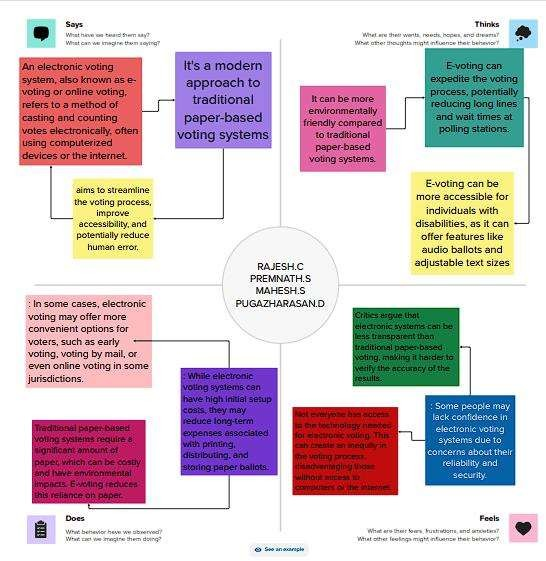 Says
What have we heard them say?
What can we imagine them saying?
Thinks
What are their wants, needs, hopes, and dreams?
What other thoughts might influence their behavior?
An electronic voting
system, also known as e-
voting or online voting,
refers to a method of
casting and counting
votes electronically, often
using computerized
devices or the internet.
It's a modern
approach to
traditional
paper-based
voting systems
aims to streamline
the voting process,
improve
accessibility, and
potentially reduce
human error.
It can be more
environmentally
friendly compared
to traditional
paper-based
voting systems.
E-voting can
expedite the voting
process, potentially
reducing long lines
and wait times at
polling stations.
E-voting can be
more accessible for
individuals with
disabilities, as it can
offer features like
audio ballots and
adjustable text sizes
RAJESH.C
PREMNATH.S
MAHESH.S
PUGAZHARASAN.D
: In some cases, electronic
voting may offer more
convenient options for
voters, such as early
voting, voting by mail, or
even online voting in some
jurisdictions.
: While electronic
voting systems can
have high initial setup
costs, they may
reduce long-term
expenses associated
with printing,
distributing, and
storing paper ballots.
Traditional paper-based
voting systems require a
significant amount of
paper, which can be costly
and have environmental
impacts. E-voting reduces
this reliance on paper.
Critics argue that
electronic systems can be
less transparent than
traditional paper-based
voting, making it harder to
verify the accuracy of the
results.
Not everyone has access
to the technology needed
for electronic voting. This
can create an inequity in
the voting process,
disadvantaging those
without access to
computers or the internet.
: Some people may
lack confidence in
electronic voting
systems due to
concerns about their
reliability and
security.
Does
What behavior have we observed?
What can we imagine them doing?
See an example
Feels
What are their fears, frustrations, and anxieties?
What other feelings might influence their behavior?